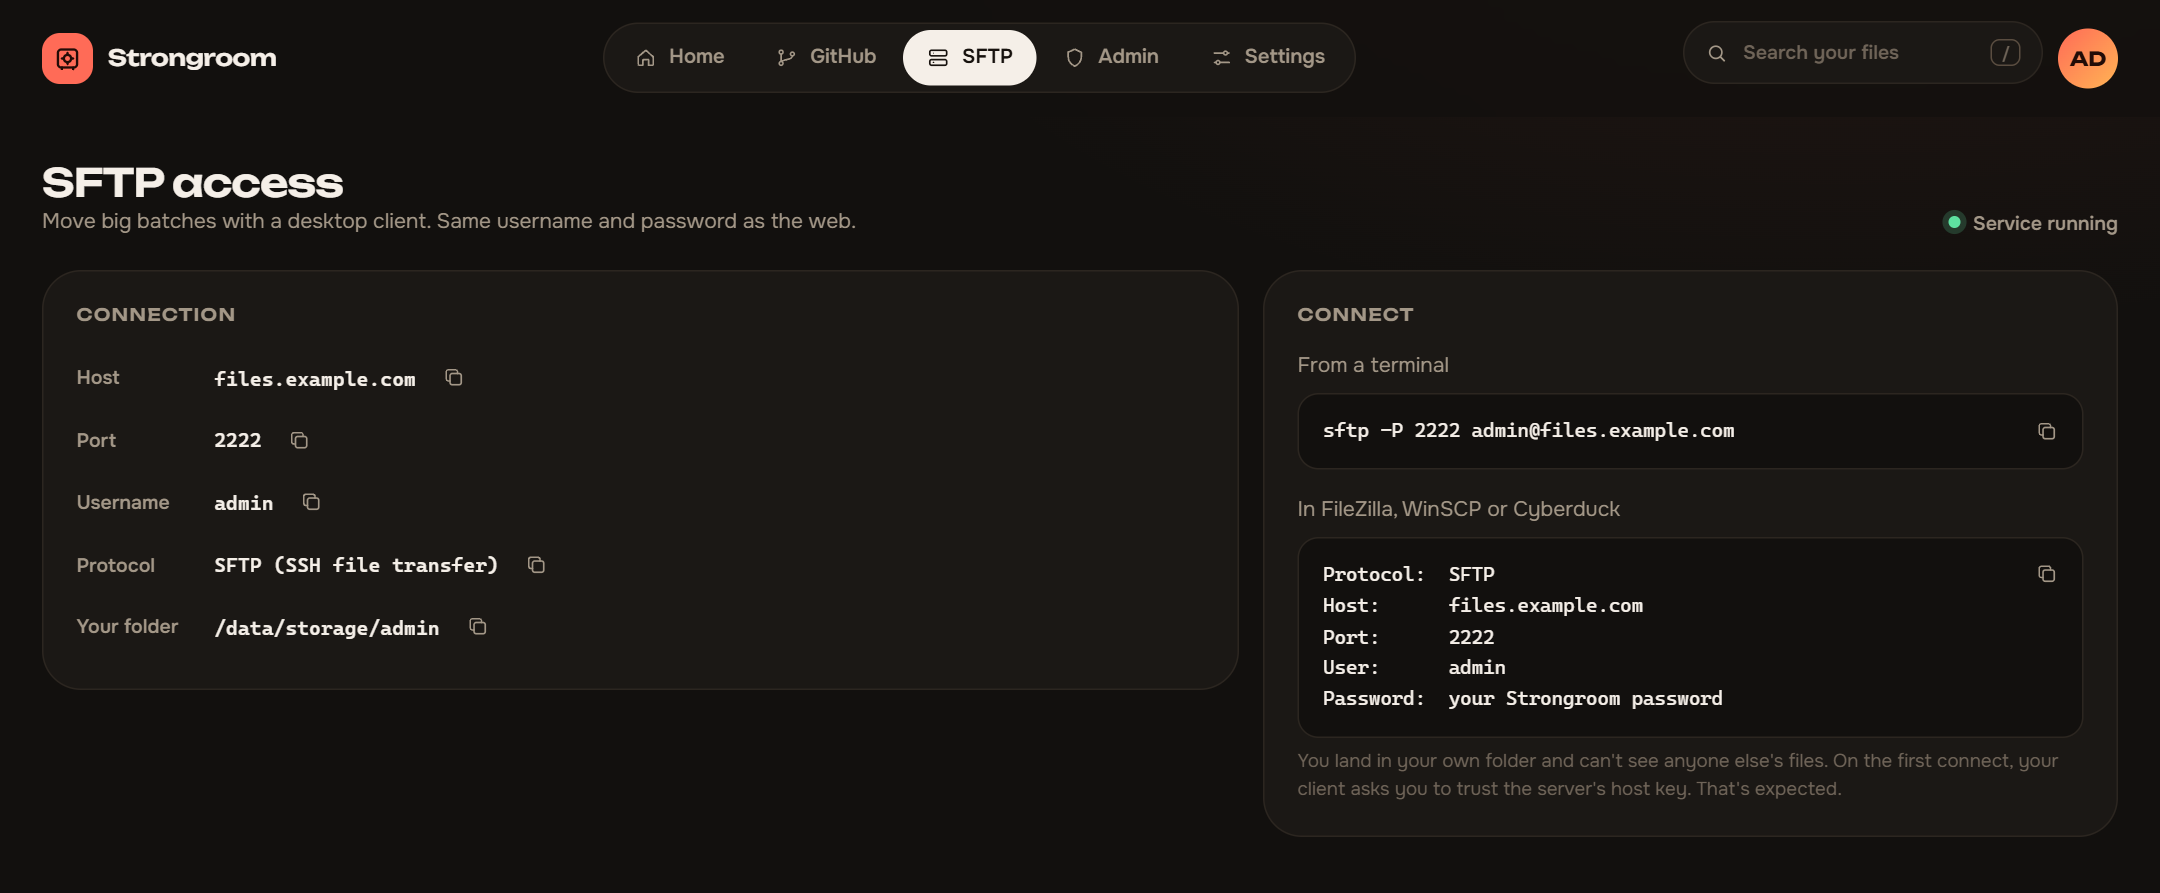 Strongroom
Home
GitHub
SFTP
Admin
Settings
Search your files
/
AD
SFTP access
Move big batches with a desktop client. Same username and password as the web.
Service running
CONNECTION
Host files.example.com
Port 2222
Username admin
Protocol SFTP (SSH file transfer)
Your folder /data/storage/admin
CONNECT
From a terminal
sftp -P 2222 admin@files.example.com
In FileZilla, WinSCP or Cyberduck
Protocol: SFTP
Host: files.example.com
Port: 2222
User: admin
Password: your Strongroom password
You land in your own folder and can't see anyone else's files. On the first connect, your
client asks you to trust the server's host key. That's expected.